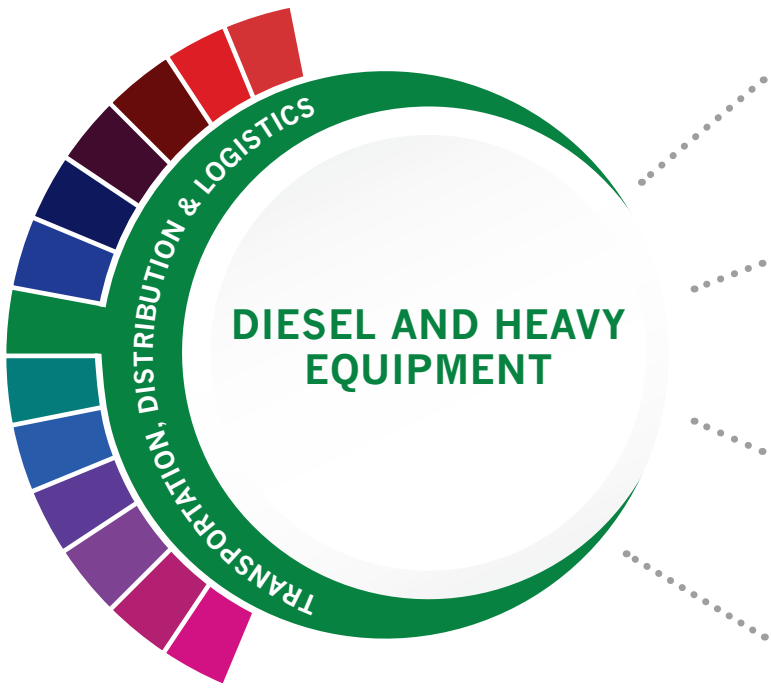 TRANSPORTATION, DISTRIBUTION & LOGISTICS
DIESEL AND HEAVY
EQUIPMENT